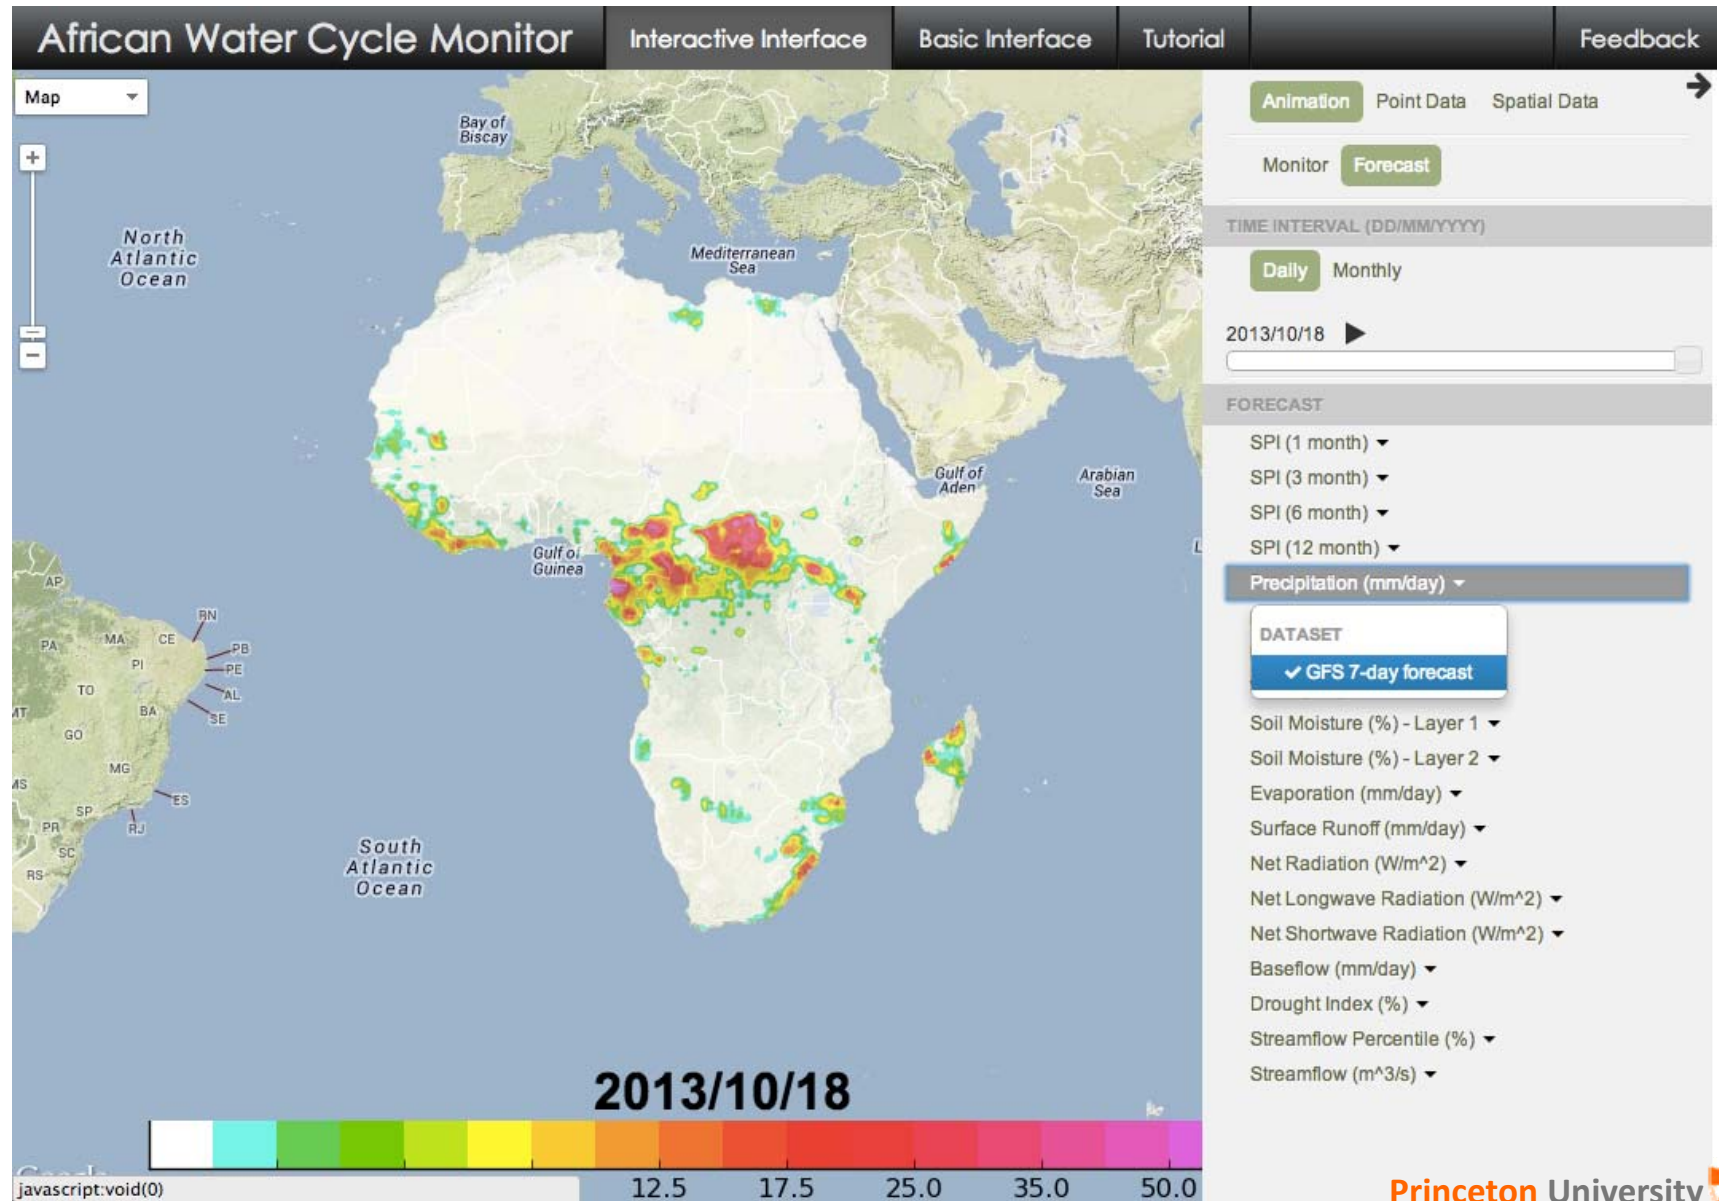 African Water Cycle Monitor
Interactive Interface
Basic Interface
Tutorial
Feedback
Map
Bay of
Biscay
North
Atlantic
Ocean
Mediterranean
Sea
Gulf of
Aden
Arabian
Sea
Gulf of
Guinea
AP
RN
PA
MA
CE
PB
PI
PE
TO
AL
BA
SE
GO
MG
ES
SP
RJ
PR
SC
RS
South
Atlantic
Ocean
2013/10/18
12.5 17.5 25.0 35.0 50.0
javascript:void(0)
Animation Point Data Spatial Data
Monitor Forecast
TIME INTERVAL (DD/MM/YYYY)
Daily Monthly
2013/10/18
FORECAST
SPI (1 month)
SPI (3 month)
SPI (6 month)
SPI (12 month)
Precipitation (mm/day)
DATASET
✓ GFS 7-day forecast
Soil Moisture (%) - Layer 1
Soil Moisture (%) - Layer 2
Evaporation (mm/day)
Surface Runoff (mm/day)
Net Radiation (W/m^2)
Net Longwave Radiation (W/m^2)
Net Shortwave Radiation (W/m^2)
Baseflow (mm/day)
Drought Index (%)
Streamflow Percentile (%)
Streamflow (m^3/s)
Princeton University